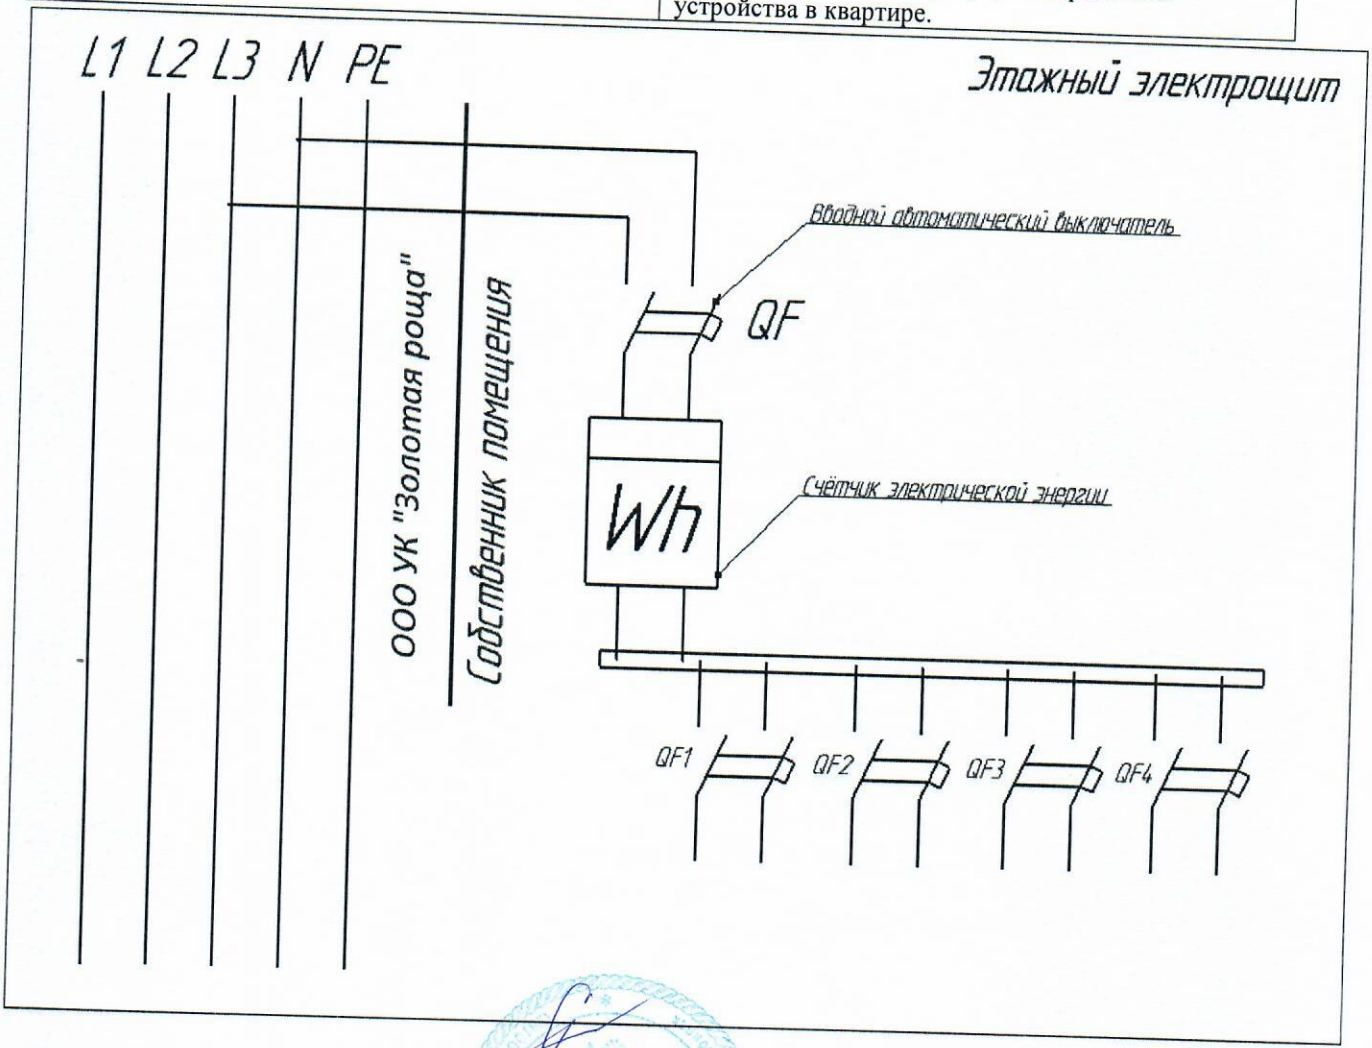 устройства в квартире.
L1 L2 L3 N PE
Этажный электрощит
Вводной автоматический выключатель
QF
ООО УК "Золотая роща"
Собственник помещения
Счётчик электрической энергии
Wh
QF1 QF2 QF3 QF4